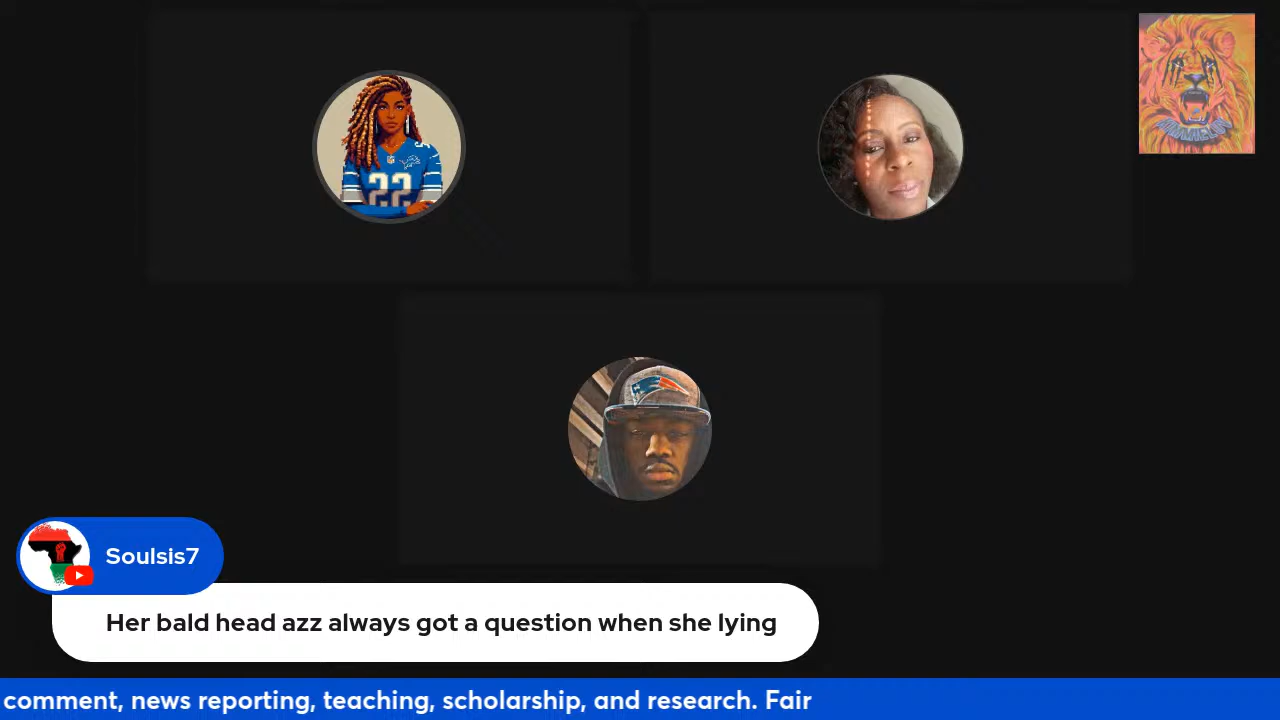 22
Soulsis7
Her bald head azz always got a question when she lying
comment, news reporting, teaching, scholarship, and research. Fair